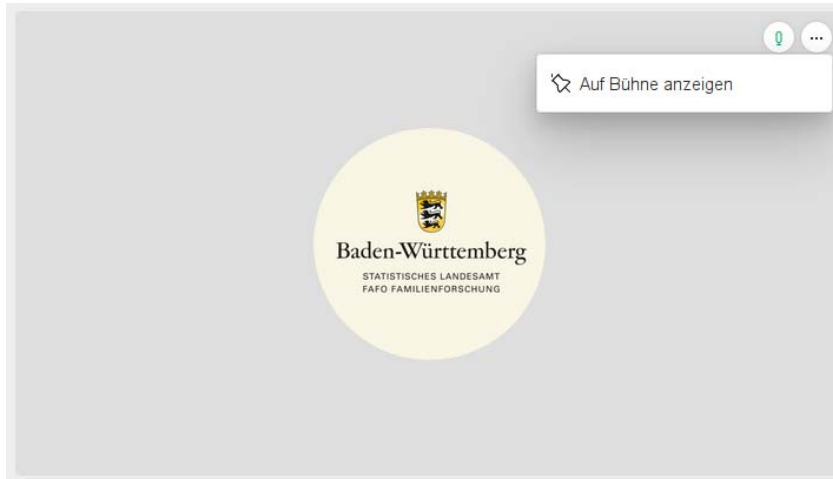 Auf Bühne anzeigen
Baden-Württemberg
STATISTISCHES LANDESAMT
FAFO FAMILIENFORSCHUNG